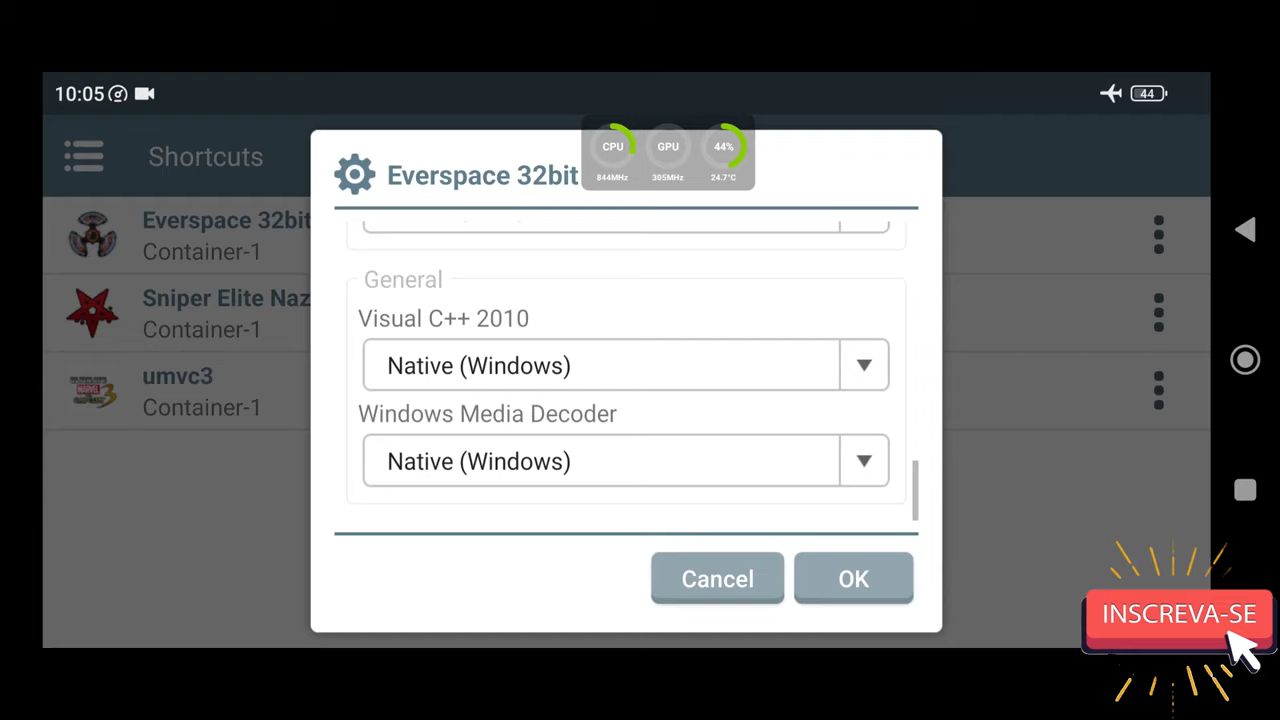 10:05
44
CPU
GPU
44%
844MHz
305MHz
24.7°C
Shortcuts
Everspace 32bit
Everspace 32bit
Container-1
Sniper Elite Naz
Container-1
umvc3
Container-1
General
Visual C++ 2010
Native (Windows)
Windows Media Decoder
Native (Windows)
Cancel
OK
INSCREVA-SE